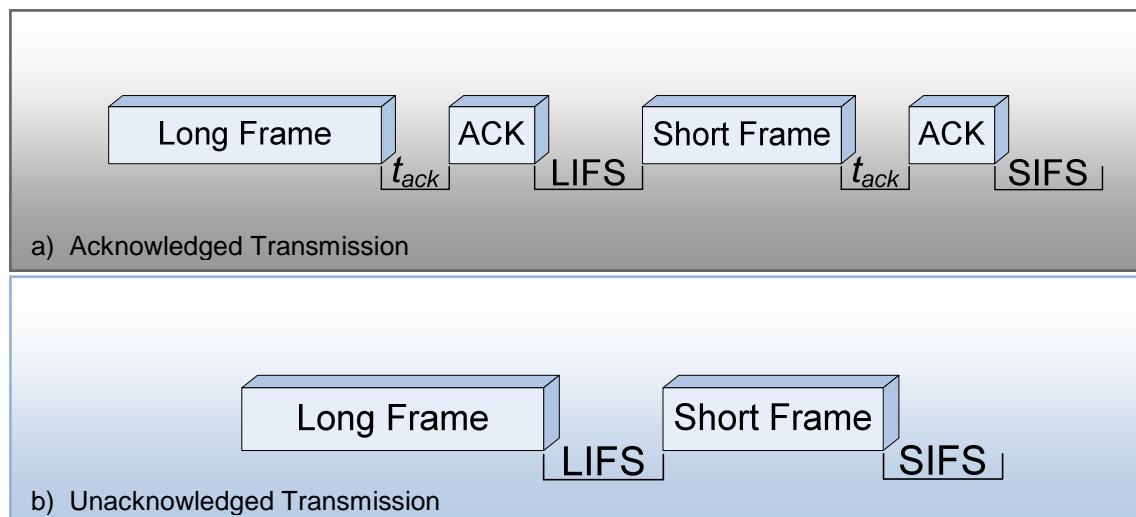 Long Frame ACK Short Frame ACK
t_ack LIFS t_ack SIFS
a) Acknowledged Transmission
Long Frame Short Frame
LIFS SIFS
b) Unacknowledged Transmission